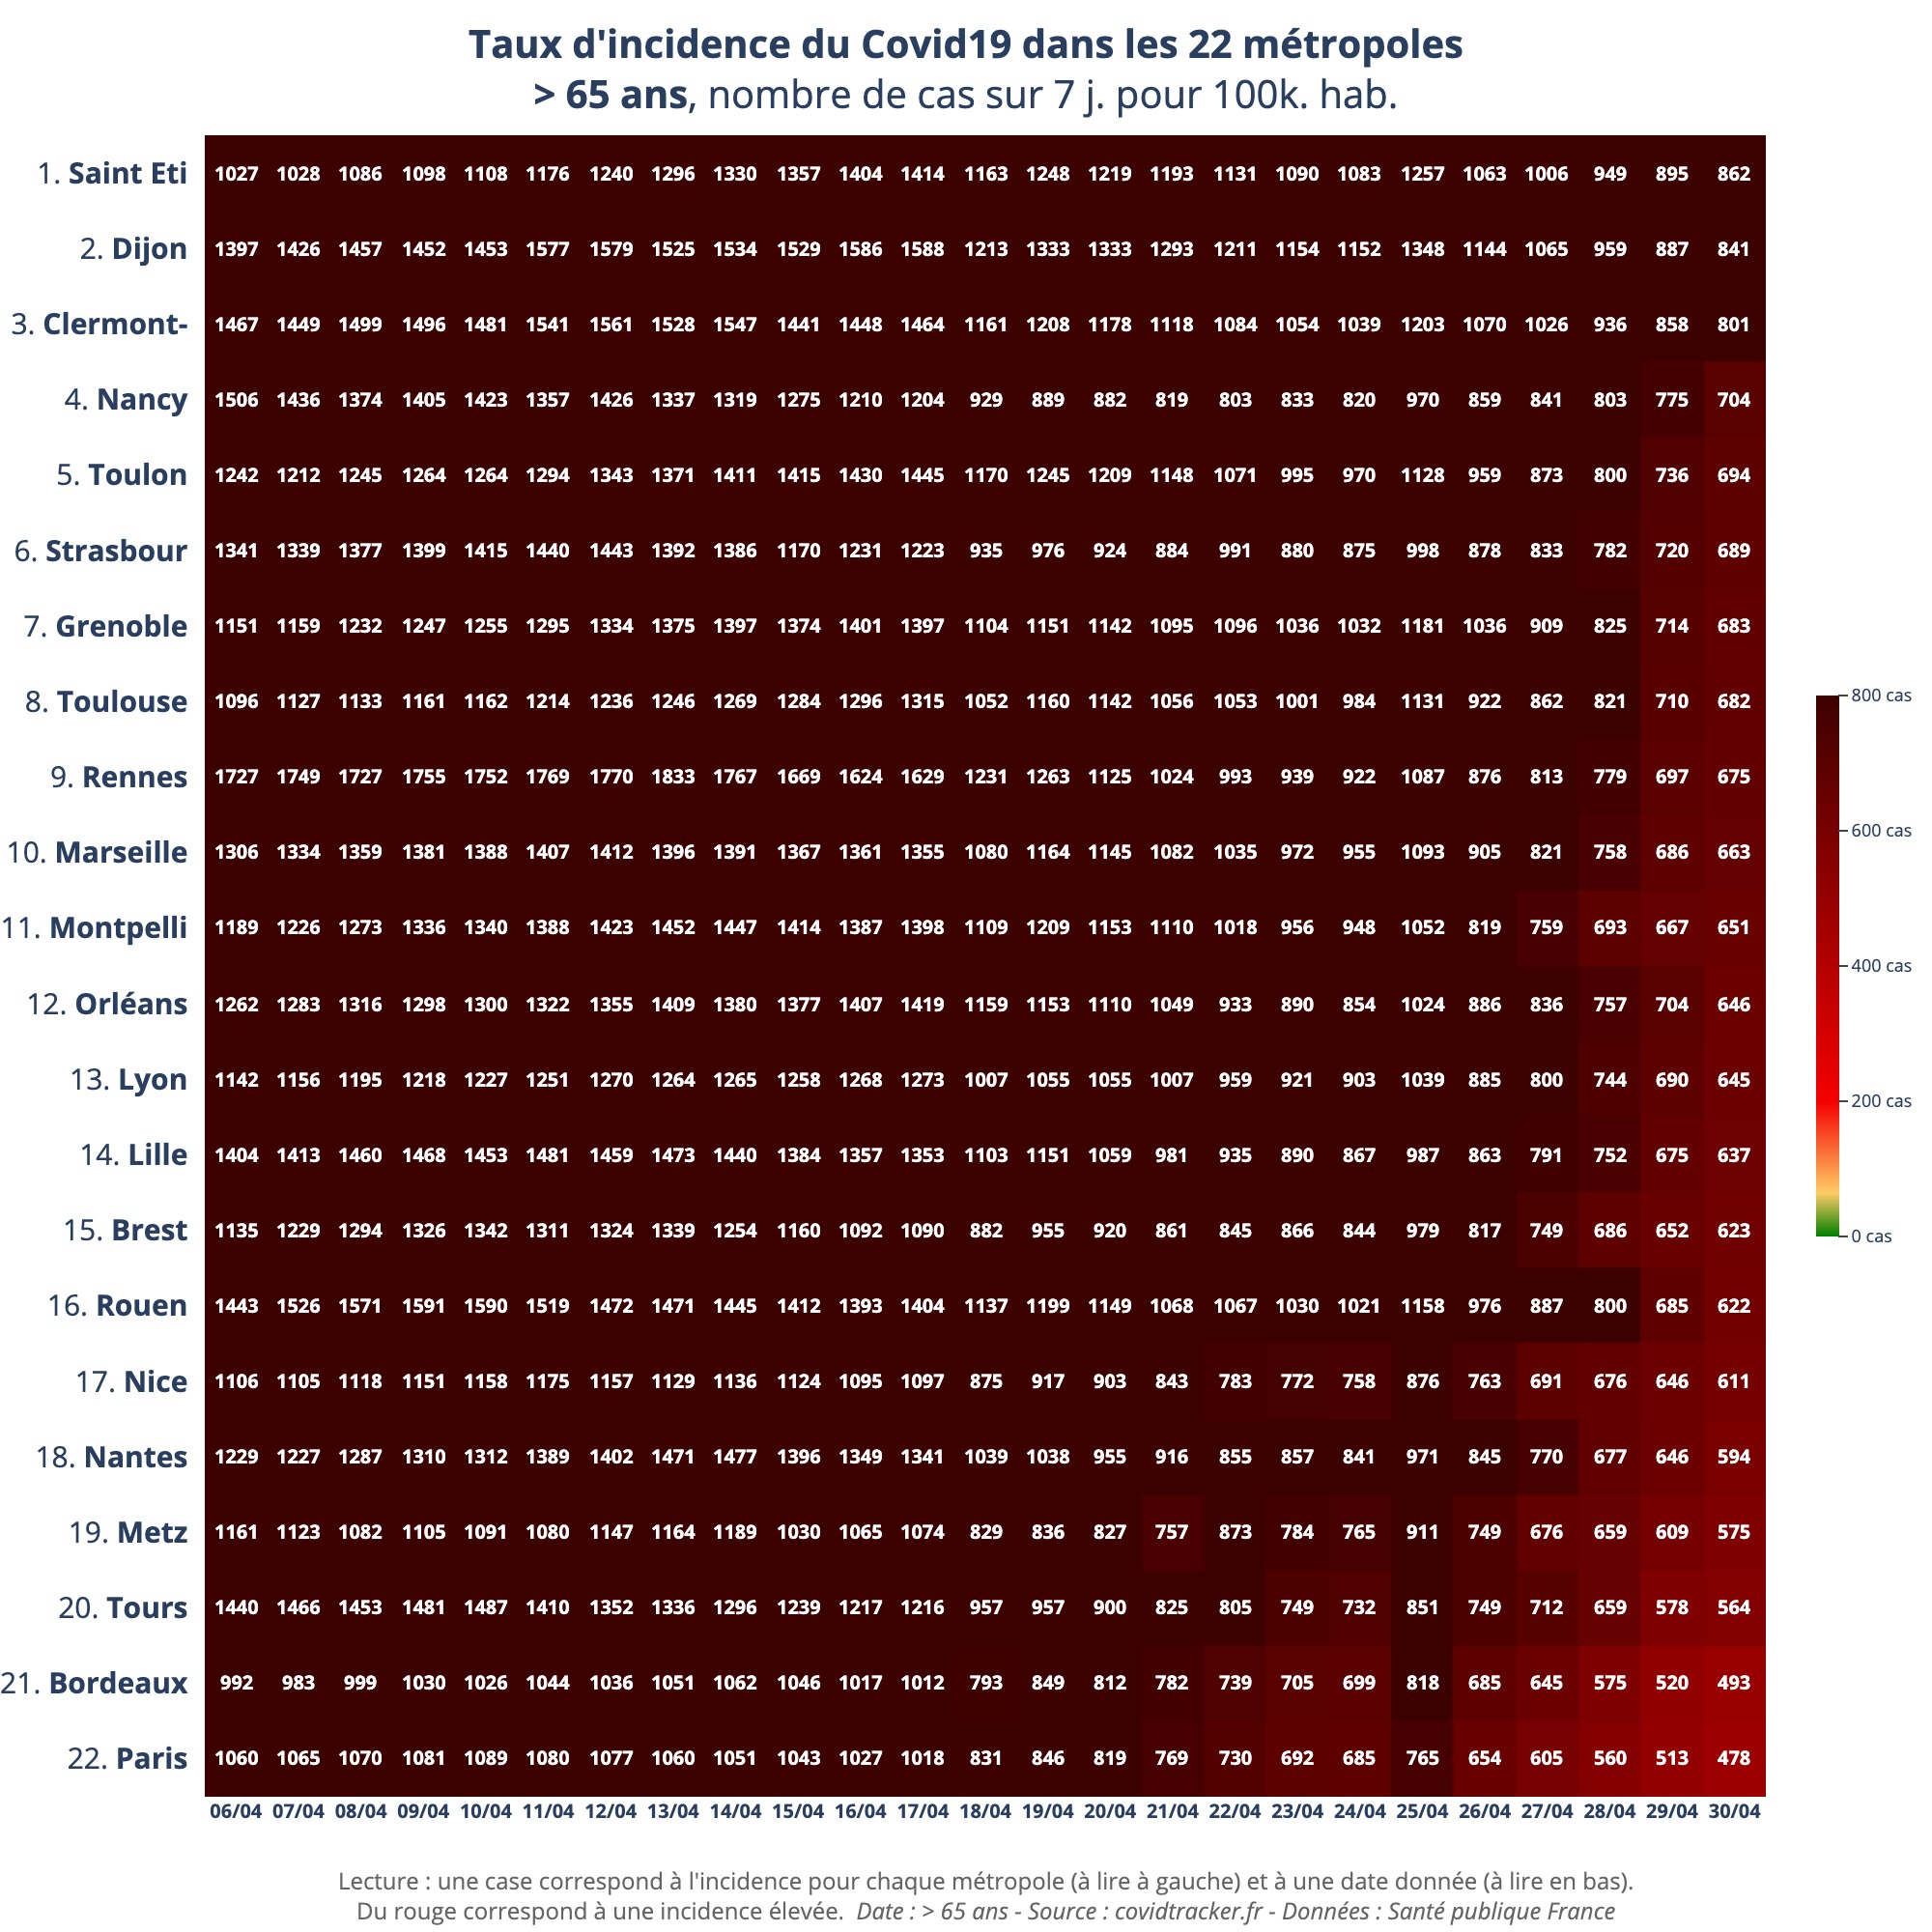 Taux d'incidence du Covid19 dans les 22 métropoles
> 65 ans, nombre de cas sur 7 j. pour 100k. hab.
1. Saint Eti 1027 1028 1086 1098 1108 1176 1240 1296 1330 1357 1404 1414 1163 1248 1219 1193 1131 1090 1083 1257 1063 1006 949 895 862
2. Dijon 1397 1426 1457 1452 1453 1577 1579 1525 1534 1529 1586 1588 1213 1333 1333 1293 1211 1154 1152 1348 1144 1065 959 887 841
3. Clermont- 1467 1449 1499 1496 1481 1541 1561 1528 1547 1441 1448 1464 1161 1208 1178 1118 1084 1054 1039 1203 1070 1026 936 858 801
4. Nancy 1506 1436 1374 1405 1423 1357 1426 1337 1319 1275 1210 1204 929 889 882 819 803 833 820 970 859 841 803 775 704
5. Toulon 1242 1212 1245 1264 1264 1294 1343 1371 1411 1415 1430 1445 1170 1245 1209 1148 1071 995 970 1128 959 873 800 736 694
6. Strasbour 1341 1339 1377 1399 1415 1440 1443 1392 1386 1170 1231 1223 935 976 924 884 991 880 875 998 878 833 782 720 689
7. Grenoble 1151 1159 1232 1247 1255 1295 1334 1375 1397 1374 1401 1397 1104 1151 1142 1095 1096 1036 1032 1181 1036 909 825 714 683
8. Toulouse 1096 1127 1133 1161 1162 1214 1236 1246 1269 1284 1296 1315 1052 1160 1142 1056 1053 1001 984 1131 922 862 821 710 682
9. Rennes 1727 1749 1727 1755 1752 1769 1770 1833 1767 1669 1624 1629 1231 1263 1125 1024 993 939 922 1087 876 813 779 697 675
10. Marseille 1306 1334 1359 1381 1388 1407 1412 1396 1391 1367 1361 1355 1080 1164 1145 1082 1035 972 955 1093 905 821 758 686 663
11. Montpelli 1189 1226 1273 1336 1340 1388 1423 1452 1447 1414 1387 1398 1109 1209 1153 1110 1018 956 948 1052 819 759 693 667 651
12. Orléans 1262 1283 1316 1298 1300 1322 1355 1409 1380 1377 1407 1419 1159 1153 1110 1049 933 890 854 1024 886 836 757 704 646
13. Lyon 1142 1156 1195 1218 1227 1251 1270 1264 1265 1258 1268 1273 1007 1055 1055 1007 959 921 903 1039 885 800 744 690 645
14. Lille 1404 1413 1460 1468 1453 1481 1459 1473 1440 1384 1357 1353 1103 1151 1059 981 935 890 867 987 863 791 752 675 637
15. Brest 1135 1229 1294 1326 1342 1311 1324 1339 1254 1160 1092 1090 882 955 920 861 845 866 844 979 817 749 686 652 623
16. Rouen 1443 1526 1571 1591 1590 1519 1472 1471 1445 1412 1393 1404 1137 1199 1149 1068 1067 1030 1021 1158 976 887 800 685 622
17. Nice 1106 1105 1118 1151 1158 1175 1157 1129 1136 1124 1095 1097 875 917 903 843 783 772 758 876 763 691 676 646 611
18. Nantes 1229 1227 1287 1310 1312 1389 1402 1471 1477 1396 1349 1341 1039 1038 955 916 855 857 841 971 845 770 677 646 594
19. Metz 1161 1123 1082 1105 1091 1080 1147 1164 1189 1030 1065 1074 829 836 827 757 873 784 765 911 749 676 659 609 575
20. Tours 1440 1466 1453 1481 1487 1410 1352 1336 1296 1239 1217 1216 957 957 900 825 805 749 732 851 749 712 659 578 564
21. Bordeaux 992 983 999 1030 1026 1044 1036 1051 1062 1046 1017 1012 793 849 812 782 739 705 699 818 685 645 575 520 493
22. Paris 1060 1065 1070 1081 1089 1080 1077 1060 1051 1043 1027 1018 831 846 819 769 730 692 685 765 654 605 560 513 478
06/04 07/04 08/04 09/04 10/04 11/04 12/04 13/04 14/04 15/04 16/04 17/04 18/04 19/04 20/04 21/04 22/04 23/04 24/04 25/04 26/04 27/04 28/04 29/04 30/04
800 cas
600 cas
400 cas
200 cas
0 cas
Lecture : une case correspond à l'incidence pour chaque métropole (à lire à gauche) et à une date donnée (à lire en bas).
Du rouge correspond à une incidence élevée. Date : > 65 ans - Source : covidtracker.fr - Données : Santé publique France